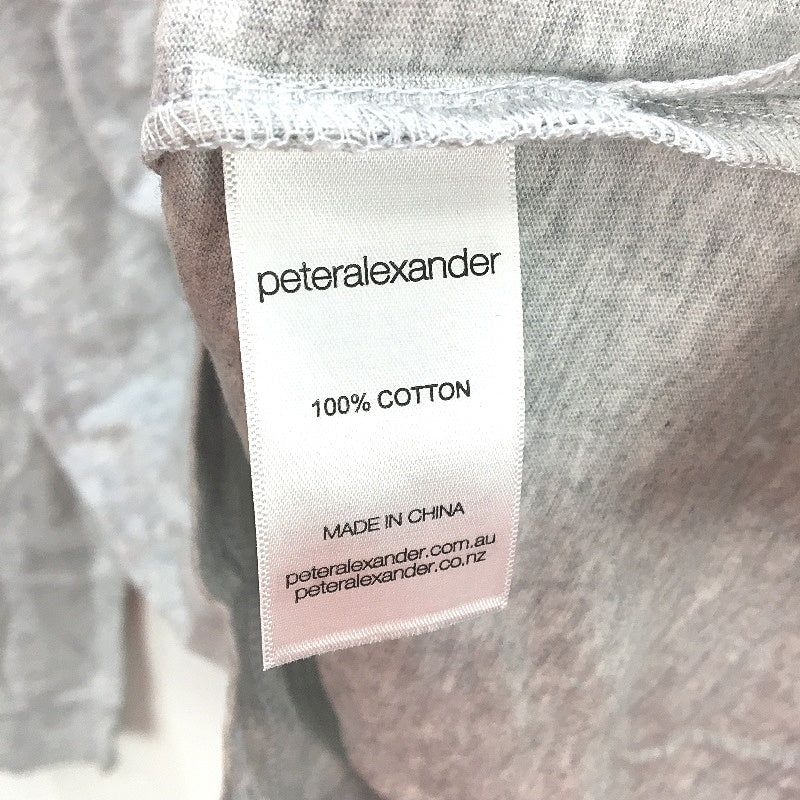 peteralexander
100% COTTON
MADE IN CHINA
peteralexander.com.au
peteralexander.co.nz